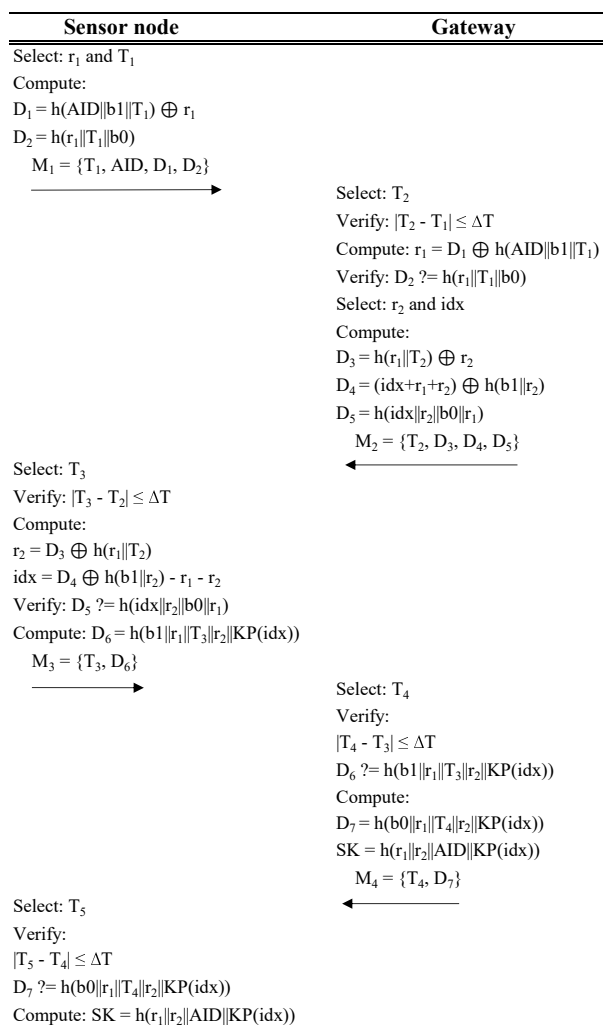 Sensor node Gateway
Select: r₁ and T₁
Compute:
D₁ = h(AID||b1||T₁) ⊕ r₁
D₂ = h(r₁||T₁||b0)
M₁ = {T₁, AID, D₁, D₂}
Select: T₂
Verify: |T₂ - T₁| ≤ ΔT
Compute: r₁ = D₁ ⊕ h(AID||b1||T₁)
Verify: D₂ ?= h(r₁||T₁||b0)
Select: r₂ and idx
Compute:
D₃ = h(r₁||T₂) ⊕ r₂
D₄ = (idx+r₁+r₂) ⊕ h(b1||r₂)
D₅ = h(idx||r₂||b0||r₁)
M₂ = {T₂, D₃, D₄, D₅}
Select: T₃
Verify: |T₃ - T₂| ≤ ΔT
Compute:
r₂ = D₃ ⊕ h(r₁||T₂)
idx = D₄ ⊕ h(b1||r₂) - r₁ - r₂
Verify: D₅ ?= h(idx||r₂||b0||r₁)
Compute: D₆ = h(b1||r₁||T₃||r₂||KP(idx))
M₃ = {T₃, D₆}
Select: T₄
Verify:
|T₄ - T₃| ≤ ΔT
D₆ ?= h(b1||r₁||T₃||r₂||KP(idx))
Compute:
D₇ = h(b0||r₁||T₄||r₂||KP(idx))
SK = h(r₁||r₂||AID||KP(idx))
M₄ = {T₄, D₇}
Select: T₅
Verify:
|T₅ - T₄| ≤ ΔT
D₇ ?= h(b0||r₁||T₄||r₂||KP(idx))
Compute: SK = h(r₁||r₂||AID||KP(idx))